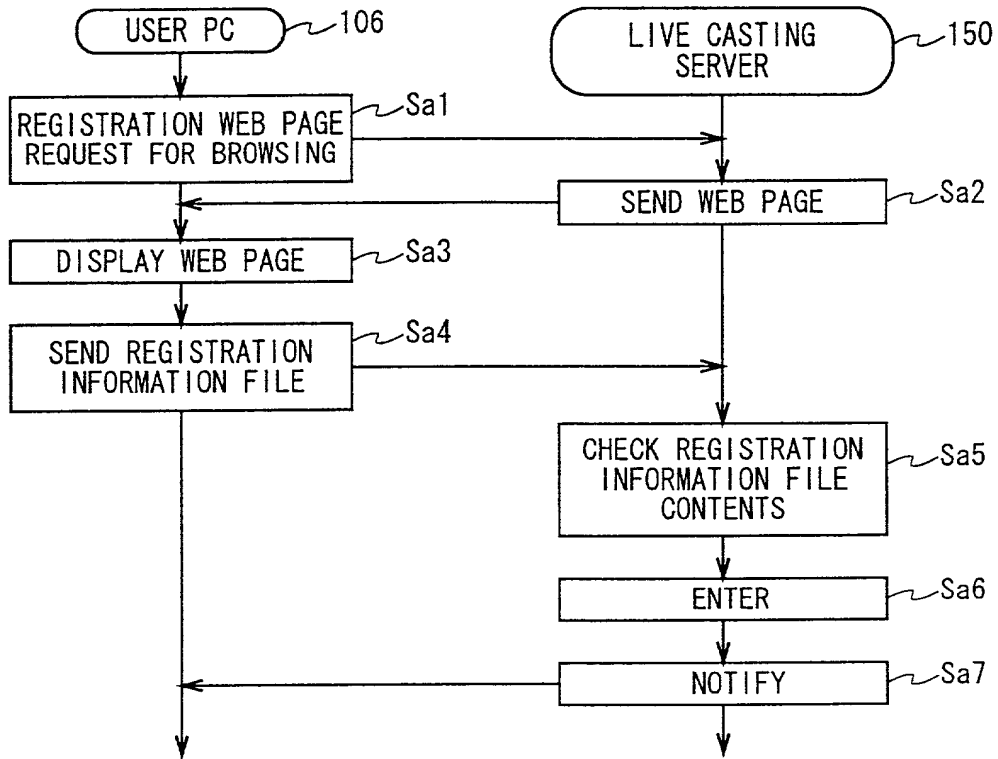 USER PC
106
LIVE CASTING
SERVER
150
REGISTRATION WEB PAGE
REQUEST FOR BROWSING
Sa1
SEND WEB PAGE
Sa2
DISPLAY WEB PAGE
Sa3
SEND REGISTRATION
INFORMATION FILE
Sa4
CHECK REGISTRATION
INFORMATION FILE
CONTENTS
Sa5
ENTER
Sa6
NOTIFY
Sa7